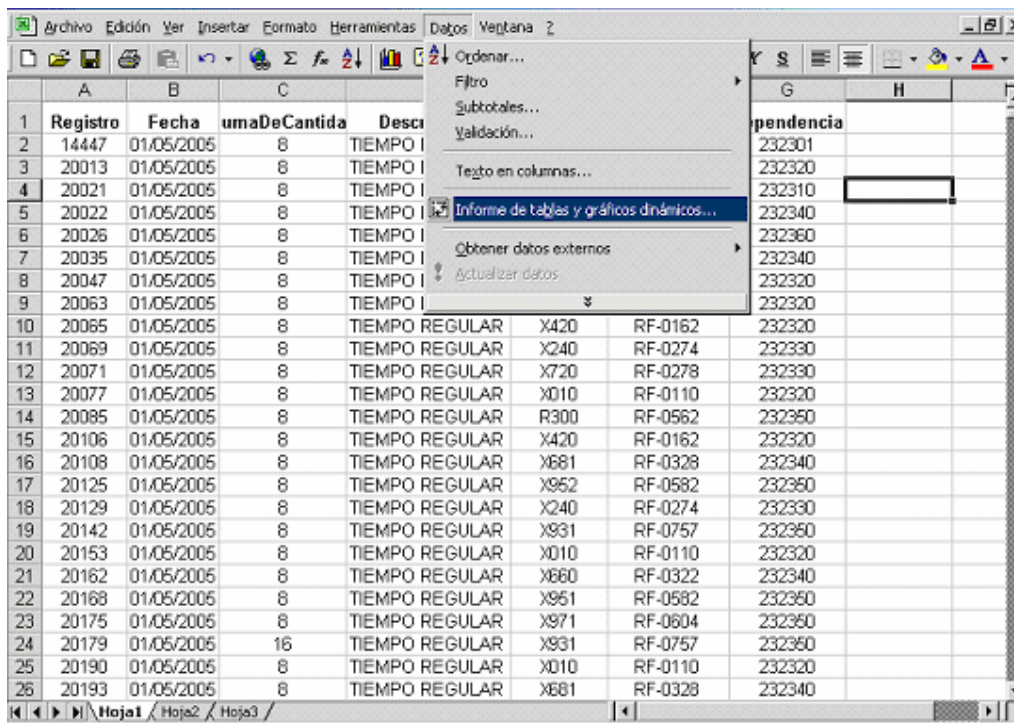 Archivo Edición Ver Insertar Formato Herramientas Datos Ventana ?
Ordenar...
Filtro
Subtotales...
Validación...
Texto en columnas...
Informe de tablas y gráficos dinámicos...
Obtener datos externos
Actualizar datos
A B C G H
1 Registro Fecha umaDeCantida Descr pendencia
2 14447 01/05/2005 8 TIEMPO 232301
3 20013 01/05/2005 8 TIEMPO 232320
4 20021 01/05/2005 8 TIEMPO 232310
5 20022 01/05/2005 8 TIEMPO 232340
6 20026 01/05/2005 8 TIEMPO 232360
7 20035 01/05/2005 8 TIEMPO 232340
8 20047 01/05/2005 8 TIEMPO 232320
9 20063 01/05/2005 8 TIEMPO 232320
10 20065 01/05/2005 8 TIEMPO REGULAR X420 RF-0162 232320
11 20069 01/05/2005 8 TIEMPO REGULAR X240 RF-0274 232330
12 20071 01/05/2005 8 TIEMPO REGULAR X720 RF-0278 232330
13 20077 01/05/2005 8 TIEMPO REGULAR X010 RF-0110 232320
14 20085 01/05/2005 8 TIEMPO REGULAR R300 RF-0562 232350
15 20106 01/05/2005 8 TIEMPO REGULAR X420 RF-0162 232320
16 20108 01/05/2005 8 TIEMPO REGULAR X681 RF-0328 232340
17 20125 01/05/2005 8 TIEMPO REGULAR X952 RF-0582 232350
18 20129 01/05/2005 8 TIEMPO REGULAR X240 RF-0274 232330
19 20142 01/05/2005 8 TIEMPO REGULAR X931 RF-0757 232350
20 20153 01/05/2005 8 TIEMPO REGULAR X010 RF-0110 232320
21 20162 01/05/2005 8 TIEMPO REGULAR X660 RF-0322 232340
22 20168 01/05/2005 8 TIEMPO REGULAR X951 RF-0582 232350
23 20175 01/05/2005 8 TIEMPO REGULAR X971 RF-0604 232350
24 20179 01/05/2005 16 TIEMPO REGULAR X931 RF-0757 232350
25 20190 01/05/2005 8 TIEMPO REGULAR X010 RF-0110 232320
26 20193 01/05/2005 8 TIEMPO REGULAR X681 RF-0328 232340
Hoja1 Hoja2 Hoja3